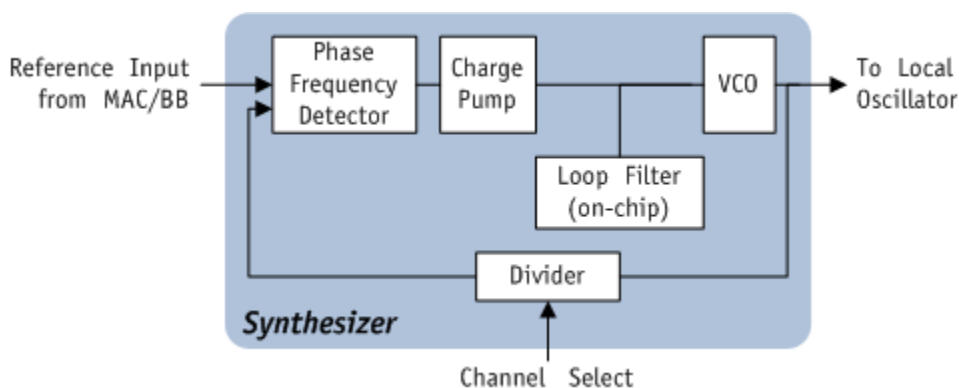 Reference Input
from MAC/BB
Phase
Frequency
Detector
Charge
Pump
VCO
To Local
Oscillator
Loop Filter
(on-chip)
Divider
Synthesizer
Channel Select